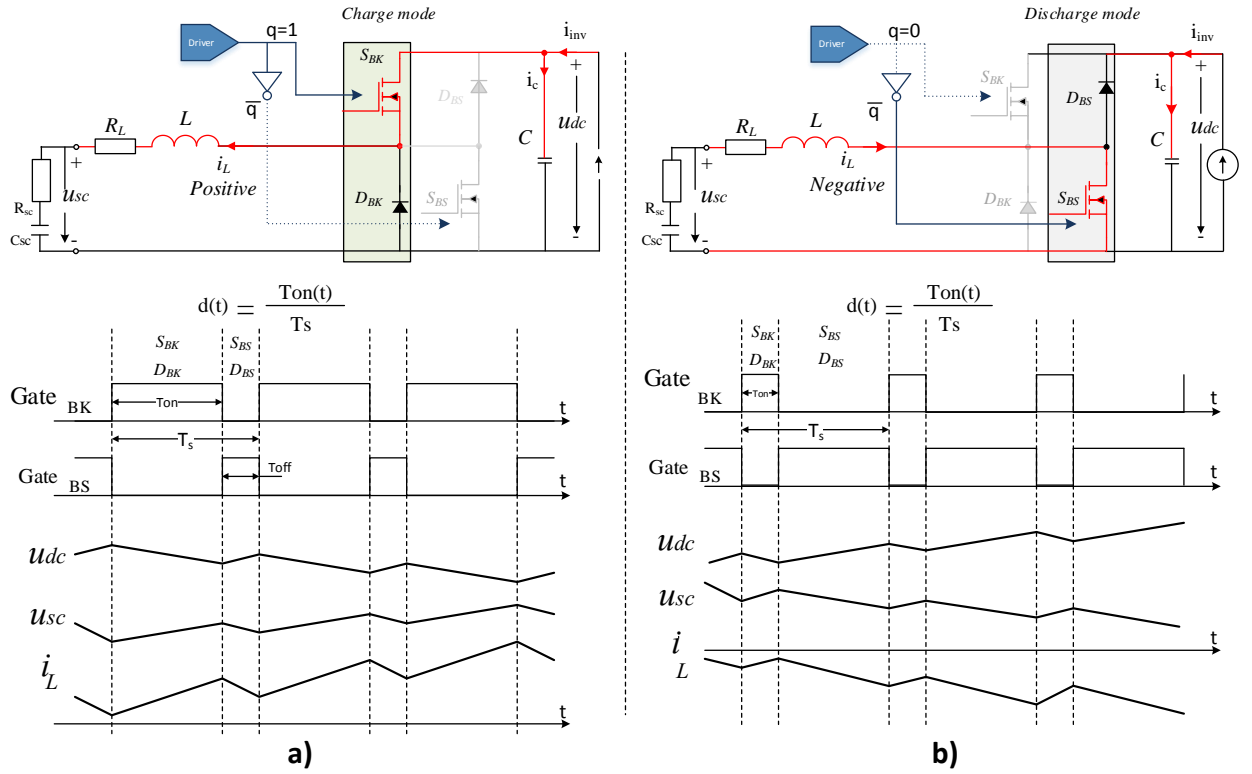 Charge mode
Driver
q=1
S_BK
i_inv
q̅
D_BS
i_c
+
u_dc
C
R_L
L
i_L
Positive
+
u_sc
-
R_sc
C_sc
D_BK
S_BS
-
d(t) = Ton(t) / Ts
S_BK
S_BS
D_BK
D_BS
Gate BK
Ton
t
T_s
Gate BS
Toff
t
u_dc
u_sc
i_L
t
a)
Discharge mode
Driver
q=0
S_BK
i_inv
q̅
D_BS
i_c
+
u_dc
C
R_L
L
i_L
Negative
+
u_sc
-
R_sc
C_sc
D_BK
S_BS
-
d(t) = Ton(t) / Ts
S_BK
S_BS
D_BK
D_BS
Gate BK
Ton
t
T_s
Gate BS
t
u_dc
u_sc
t
i_L
b)